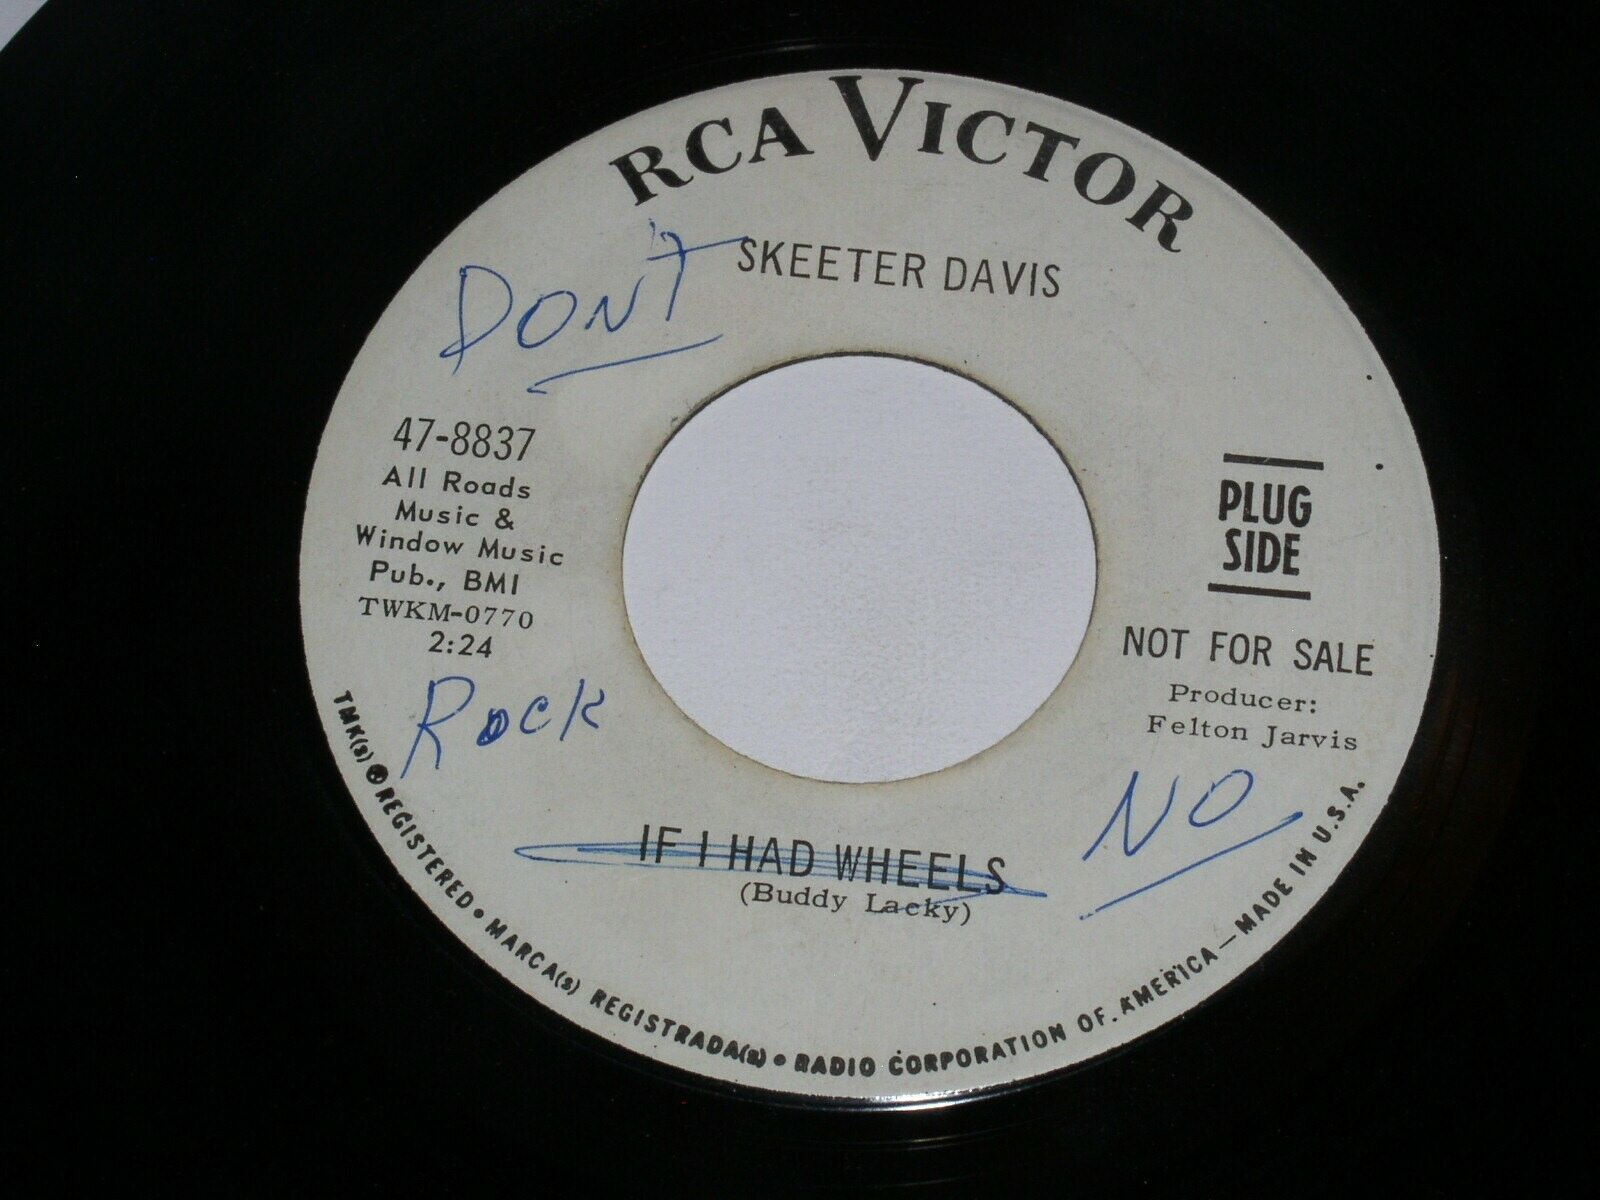 RCA VICTOR
SKEETER DAVIS
DON'T
47-8837
All Roads
Music &
Window Music
Pub., BMI
TWKM-0770
2:24
PLUG
SIDE
NOT FOR SALE
Producer:
Felton Jarvis
ROCK
NO
IF I HAD WHEELS
(Buddy Lacky)
TMK(s) ® REGISTERED • MARCA(s) REGISTRADA(s) • RADIO CORPORATION OF AMERICA — MADE IN U.S.A.